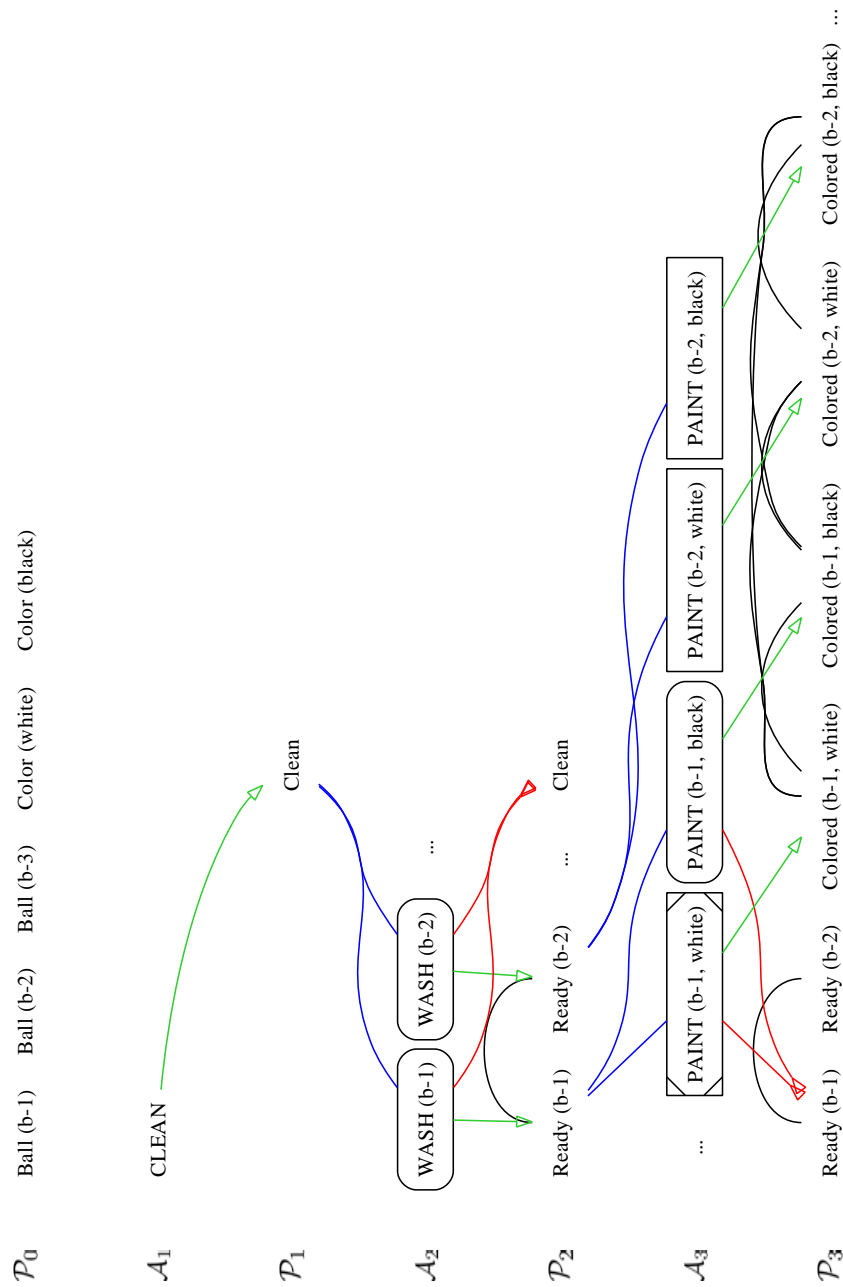 𝒫0 Ball (b-1) Ball (b-2) Ball (b-3) Color (white) Color (black)
𝒜1 CLEAN
𝒫1 Clean
𝒜2 WASH (b-1) WASH (b-2) ...
𝒫2 Ready (b-1) Ready (b-2) ... Clean
𝒜3 ... PAINT (b-1, white) PAINT (b-1, black) PAINT (b-2, white) PAINT (b-2, black)
𝒫3 Ready (b-1) Ready (b-2) Colored (b-1, white) Colored (b-1, black) Colored (b-2, white) Colored (b-2, black) ...